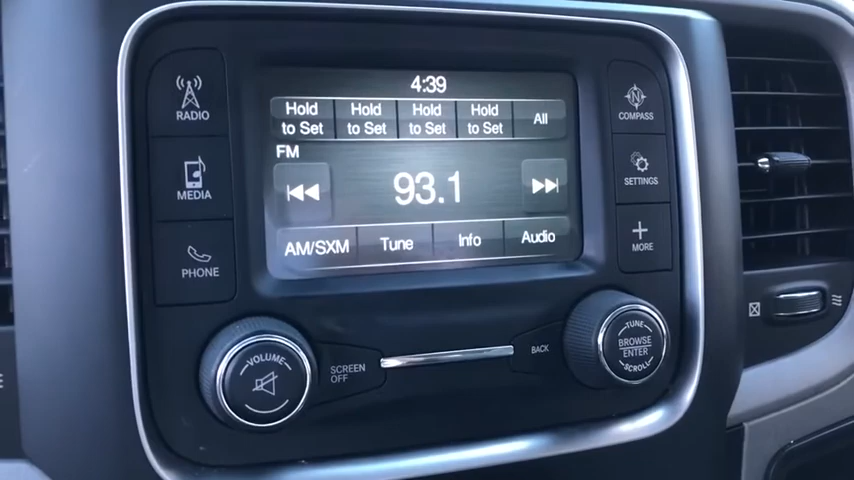 RADIO
MEDIA
PHONE
4:39
Hold to Set
Hold to Set
Hold to Set
Hold to Set
All
FM
93.1
AM/SXM
Tune
Info
Audio
N
COMPASS
SETTINGS
MORE
VOLUME
SCREEN
OFF
BACK
TUNE
BROWSE
ENTER
SCROLL